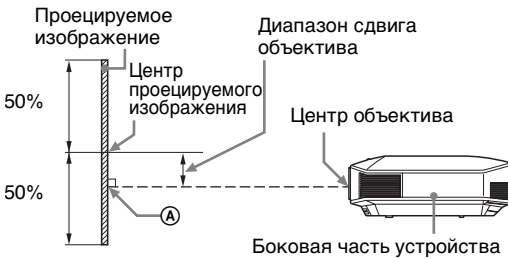 Проецируемое
изображение
Диапазон сдвига
объектива
Центр
проецируемого
изображения
50%
Центр объектива
50%
A
Боковая часть устройства